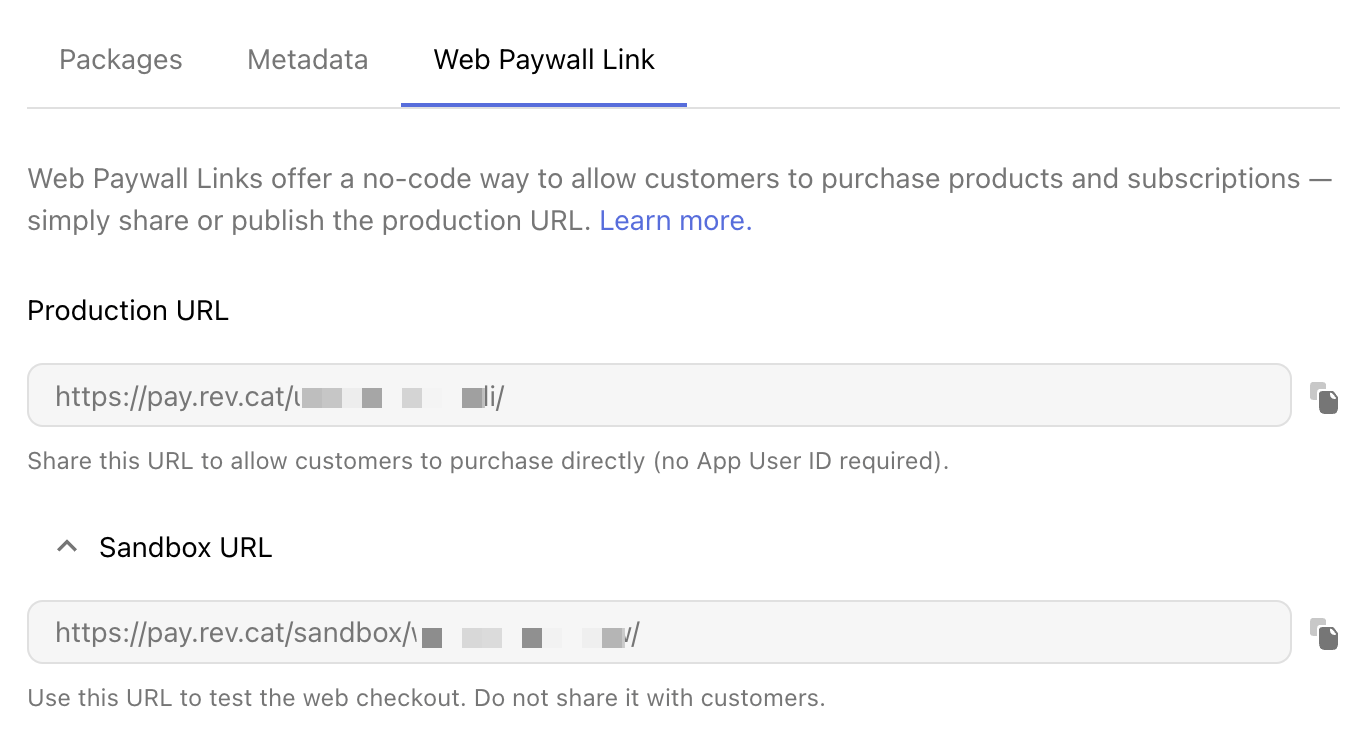 Packages Metadata Web Paywall Link
Web Paywall Links offer a no-code way to allow customers to purchase products and subscriptions —
simply share or publish the production URL. Learn more.
Production URL
https://pay.rev.cat/
Share this URL to allow customers to purchase directly (no App User ID required).
Sandbox URL
https://pay.rev.cat/sandbox/
Use this URL to test the web checkout. Do not share it with customers.